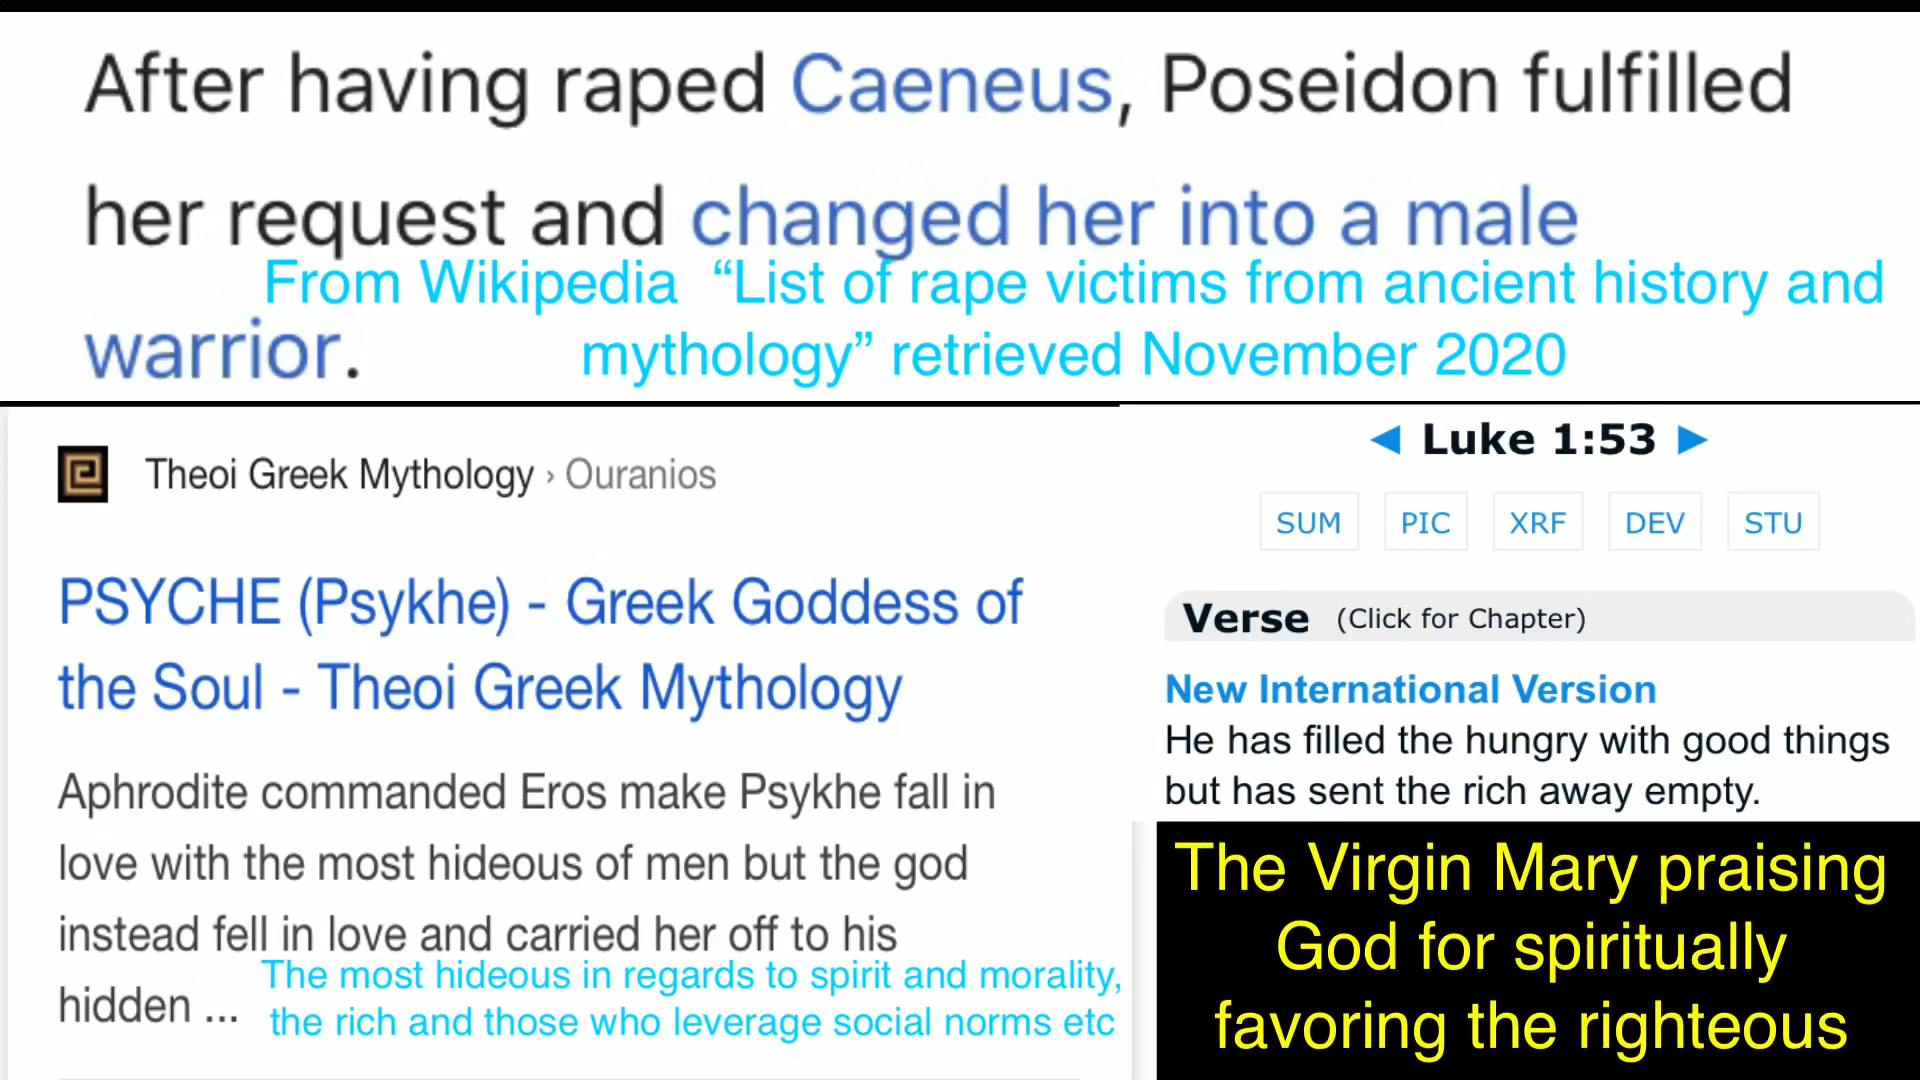 After having raped Caeneus, Poseidon fulfilled
her request and changed her into a male
From Wikipedia “List of rape victims from ancient history and
warrior.
mythology” retrieved November 2020
Theoi Greek Mythology › Ouranios
PSYCHE (Psykhe) - Greek Goddess of
the Soul - Theoi Greek Mythology
Aphrodite commanded Eros make Psykhe fall in
love with the most hideous of men but the god
instead fell in love and carried her off to his
hidden ...
The most hideous in regards to spirit and morality,
the rich and those who leverage social norms etc
◄ Luke 1:53 ►
SUM PIC XRF DEV STU
Verse (Click for Chapter)
New International Version
He has filled the hungry with good things
but has sent the rich away empty.
The Virgin Mary praising
God for spiritually
favoring the righteous